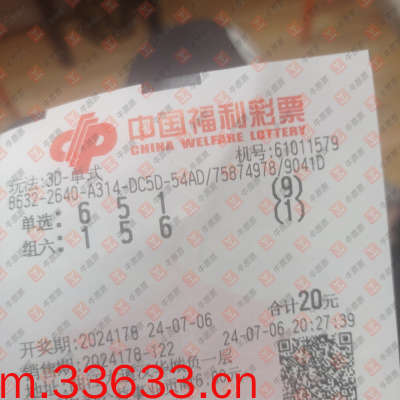 中国福利彩票
CHINA WELFARE LOTTERY
玩法:3D-单式
机号:61011579
8632-2640-A314-DC5D-54AD/75874978/9041D
单选: 6 5 1 (9)
组六: 1 5 6 (1)
合计20元
开奖期:2024178 24-07-06
24-07-06 20:27:39
销售期:2024178-122
负一层
m.33633.cn